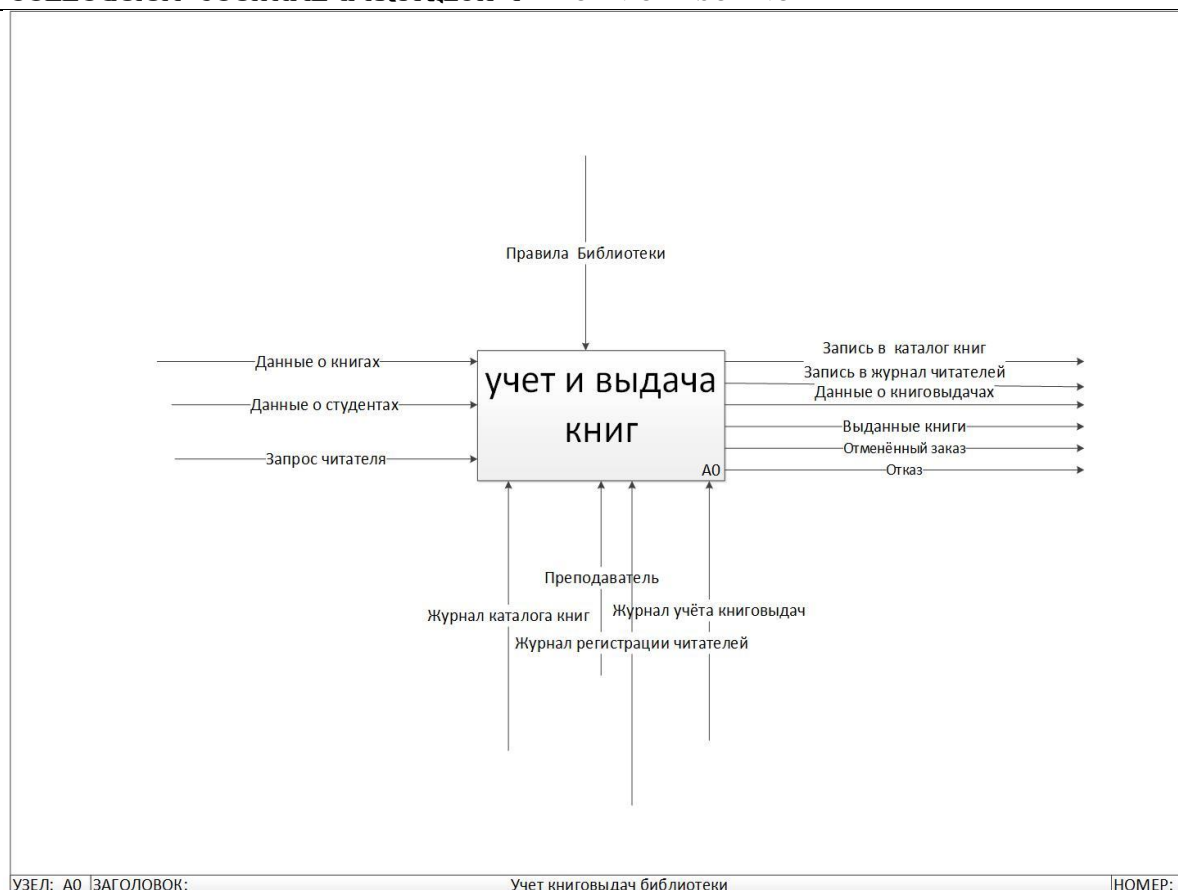 Правила Библиотеки
Данные о книгах
Данные о студентах
Запрос читателя
учет и выдача
книг
A0
Запись в каталог книг
Запись в журнал читателей
Данные о книговыдачах
Выданные книги
Отменённый заказ
Отказ
Преподаватель
Журнал каталога книг
Журнал учёта книговыдач
Журнал регистрации читателей
УЗЕЛ: A0 ЗАГОЛОВОК: Учет книговыдач библиотеки НОМЕР: